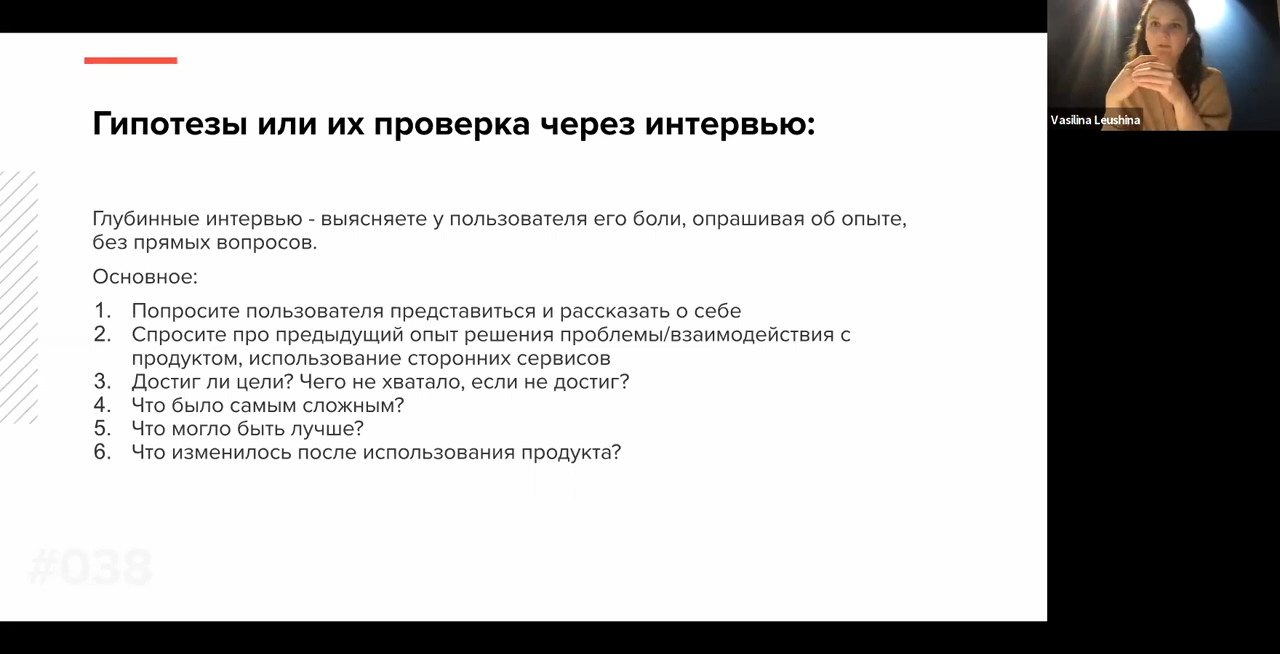 Гипотезы или их проверка через интервью:
Глубинные интервью - выясняете у пользователя его боли, опрашивая об опыте,
без прямых вопросов.
Основное:
1. Попросите пользователя представиться и рассказать о себе
2. Спросите про предыдущий опыт решения проблемы/взаимодействия с
продуктом, использование сторонних сервисов
3. Достиг ли цели? Чего не хватало, если не достиг?
4. Что было самым сложным?
5. Что могло быть лучше?
6. Что изменилось после использования продукта?
#038
Vasilina Leushina